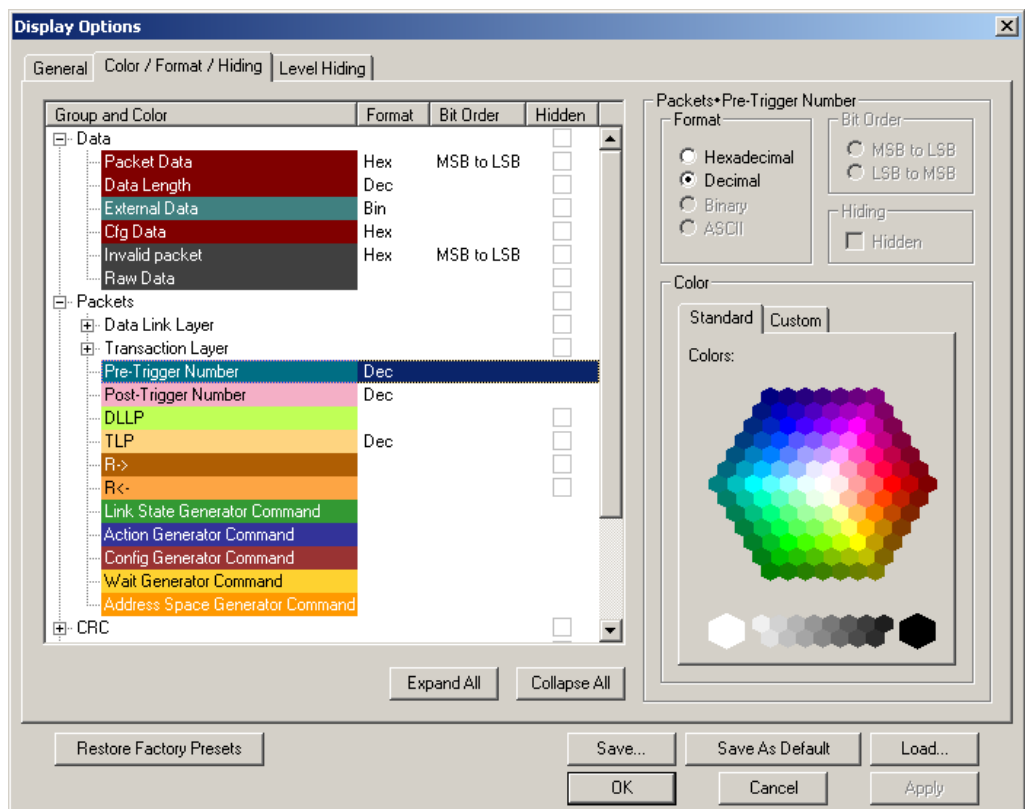 Display Options
General Color / Format / Hiding Level Hiding
Group and Color Format Bit Order Hidden
Data
Packet Data Hex MSB to LSB
Data Length Dec
External Data Bin
Cfg Data Hex
Invalid packet Hex MSB to LSB
Raw Data
Packets
Data Link Layer
Transaction Layer
Pre-Trigger Number Dec
Post-Trigger Number Dec
DLLP
TLP Dec
R->
R<-
Link State Generator Command
Action Generator Command
Config Generator Command
Wait Generator Command
Address Space Generator Command
CRC
Expand All Collapse All
Packets•Pre-Trigger Number
Format
Hexadecimal
Decimal
Binary
ASCII
Bit Order
MSB to LSB
LSB to MSB
Hiding
Hidden
Color
Standard Custom
Colors:
Restore Factory Presets Save... Save As Default Load...
OK Cancel Apply